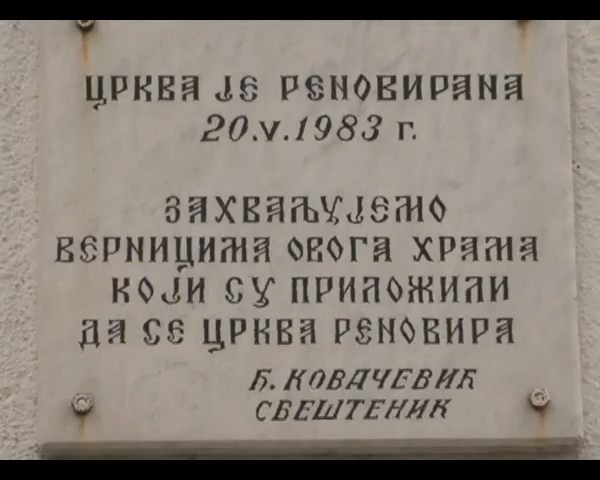 ЦРКВА ЈЕ РЕНОВИРАНА
20.V.1983 Г.
ЗАХВАЉУЈЕМО
ВЕРНИЦИМА ОВОГА ХРАМА
КОЈИ СУ ПРИЛОЖИЛИ
ДА СЕ ЦРКВА РЕНОВИРА
Ђ. КОВАЧЕВИЋ
СВЕШТЕНИК